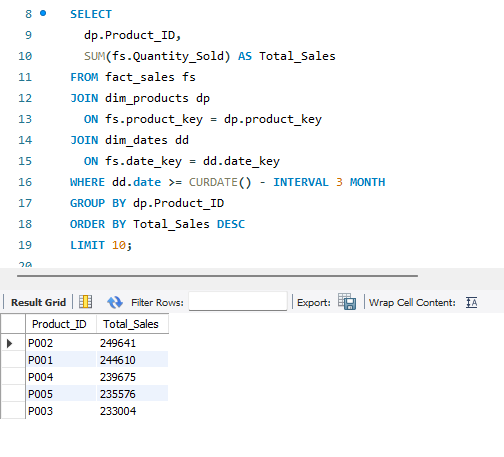 8 SELECT
9 dp.Product_ID,
10 SUM(fs.Quantity_Sold) AS Total_Sales
11 FROM fact_sales fs
12 JOIN dim_products dp
13 ON fs.product_key = dp.product_key
14 JOIN dim_dates dd
15 ON fs.date_key = dd.date_key
16 WHERE dd.date >= CURDATE() - INTERVAL 3 MONTH
17 GROUP BY dp.Product_ID
18 ORDER BY Total_Sales DESC
19 LIMIT 10;
20
Result Grid Filter Rows: Export: Wrap Cell Content: IA
Product_ID Total_Sales
P002 249641
P001 244610
P004 239675
P005 235576
P003 233004